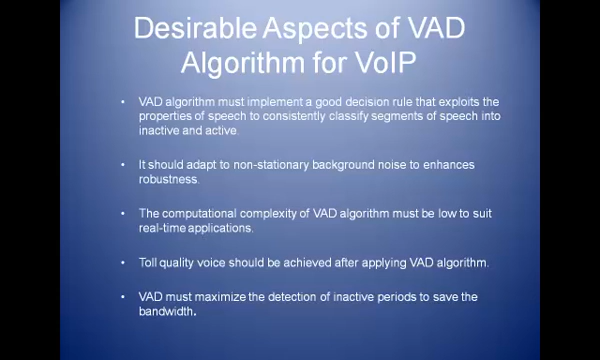 Desirable Aspects of VAD
Algorithm for VoIP
• VAD algorithm must implement a good decision rule that exploits the
properties of speech to consistently classify segments of speech into
inactive and active.
• It should adapt to non-stationary background noise to enhances
robustness.
• The computational complexity of VAD algorithm must be low to suit
real-time applications.
• Toll quality voice should be achieved after applying VAD algorithm.
• VAD must maximize the detection of inactive periods to save the
bandwidth.